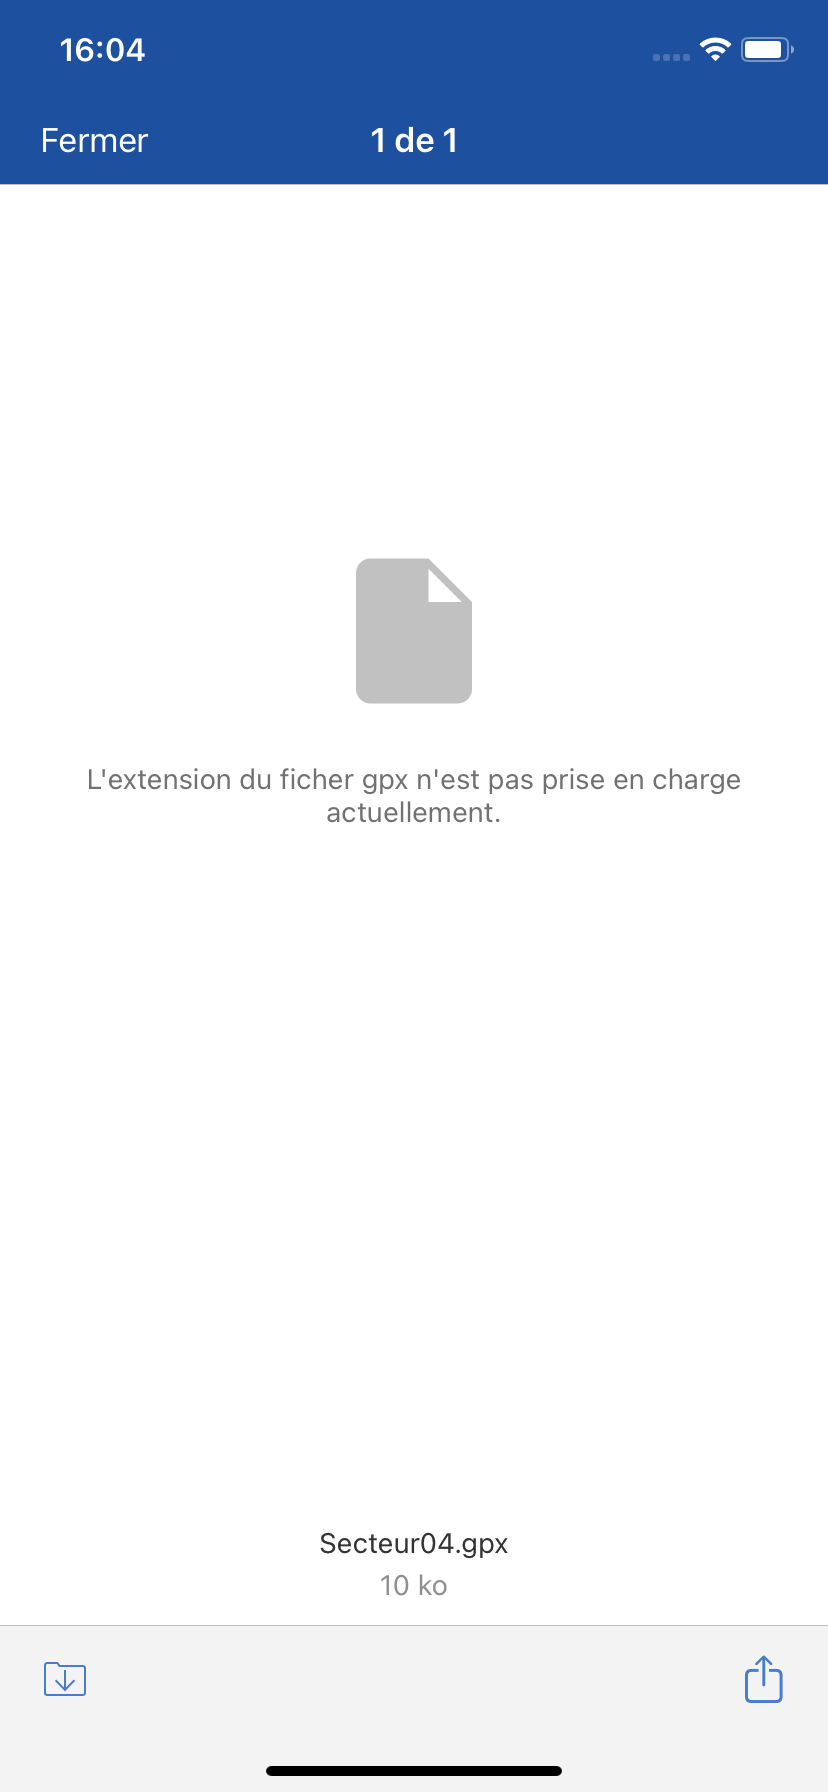 16:04
Fermer
1 de 1
L'extension du ficher gpx n'est pas prise en charge
actuellement.
Secteur04.gpx
10 ko